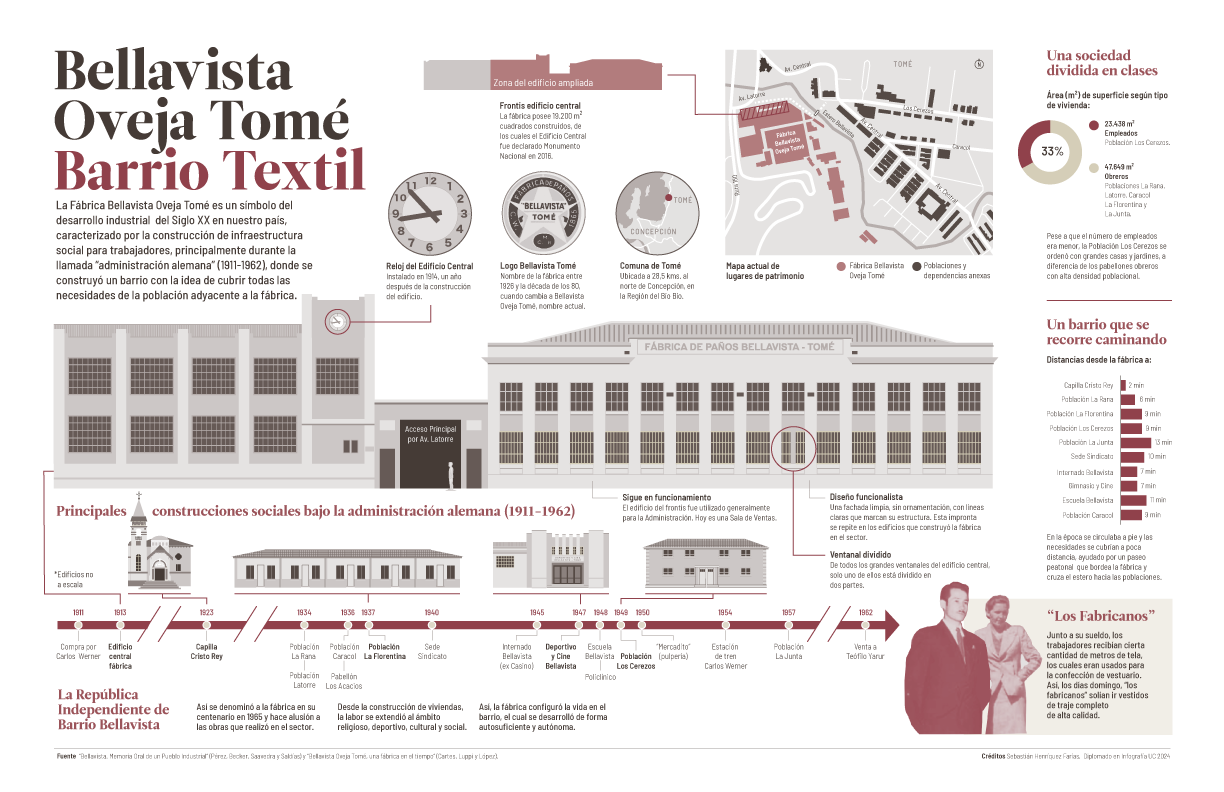 Bellavista
Oveja Tomé
Barrio Textil
La Fábrica Bellavista Oveja Tomé es un símbolo del
desarrollo industrial del Siglo XX en nuestro país,
caracterizado por la construcción de infraestructura
social para trabajadores, principalmente durante la
llamada "administración alemana" (1911-1962), donde se
construyó un barrio con la idea de cubrir todas las
necesidades de la población adyacente a la fábrica.
Zona del edificio ampliada
Frontis edificio central
La fábrica posee 19.200 m²
cuadrados construidos, de
los cuales el Edificio Central
fue declarado Monumento
Nacional en 2016.
12
1
2
3
4
5
6
7
8
9
10
11
Reloj del Edificio Central
Instalado en 1914, un año
después de la construcción
del edificio.
FABRICA DE PAÑOS
"BELLAVISTA"
TOMÉ
1865
Logo Bellavista Tomé
Nombre de la fábrica entre
1926 y la década de los 80,
cuando cambia a Bellavista
Oveja Tomé, nombre actual.
TOMÉ
CONCEPCIÓN
Comuna de Tomé
Ubicada a 28,5 kms. al
norte de Concepción, en
la Región del Bío Bío.
TOMÉ
N
Av. Central
Av. Latorre
Los Cerezos
Estero Bellavista
Av. Central
Caracol
Fábrica
Bellavista
Oveja Tomé
Av. Central
Mapa actual de
lugares de patrimonio
Fábrica Bellavista
Oveja Tomé
Poblaciones y
dependencias anexas
Una sociedad
dividida en clases
Área (m²) de superficie según tipo
de vivienda:
33%
23.438 m²
Empleados
Población Los Cerezos.
47.649 m²
Obreros
Poblaciones La Rana,
Latorre, Caracol
La Florentina y
La Junta.
Pese a que el número de empleados
era menor, la Población Los Cerezos se
ordenó con grandes casas y jardines, a
diferencia de los pabellones obreros
con alta densidad poblacional.
Un barrio que se
recorre caminando
Distancias desde la fábrica a:
Capilla Cristo Rey 2 min
Población La Rana 6 min
Población La Florentina 9 min
Población Los Cerezos 9 min
Población La Junta 13 min
Sede Sindicato 10 min
Internado Bellavista 7 min
Gimnasio y Cine 7 min
Escuela Bellavista 11 min
Población Caracol 9 min
En la época se circulaba a pie y las
necesidades se cubrían a poca
distancia, ayudado por un paseo
peatonal que bordea la fábrica y
cruza el estero hacia las poblaciones.
FÁBRICA DE PAÑOS BELLAVISTA - TOMÉ
Acceso Principal
por Av. Latorre
Sigue en funcionamiento
El edificio del frontis fue utilizado generalmente
para la Administración. Hoy es una Sala de Ventas.
Diseño funcionalista
Una fachada limpia, sin ornamentación, con líneas
claras que marcan su estructura. Esta impronta
se repite en los edificios que construyó la fábrica
en el sector.
Ventanal dividido
De todos los grandes ventanales del edificio central,
solo uno de ellos está dividido en
dos partes.
Principales construcciones sociales bajo la administración alemana (1911-1962)
*Edificios no
a escala
1911
Compra por
Carlos Werner
1913
Edificio
central
fábrica
1923
Capilla
Cristo Rey
1934
Población
La Rana
Población
Latorre
1936
Población
Caracol
Pabellón
Los Acacios
1937
Población
La Florentina
1940
Sede
Sindicato
1945
Internado
Bellavista
(ex Casino)
1947
Deportivo
y Cine
Bellavista
1948
Escuela
Bellavista
Policlínico
1949
Población
Los Cerezos
1950
"Mercadito"
(pulpería)
1954
Estación
de tren
Carlos Werner
1957
Población
La Junta
1962
Venta a
Teófilo Yarur
"Los Fabricanos"
Junto a su sueldo, los
trabajadores recibían cierta
cantidad de metros de tela,
los cuales eran usados para
la confección de vestuario.
Así, los días domingo, "los
fabricanos" solían ir vestidos
de traje completo
de alta calidad.
La República
Independiente de
Barrio Bellavista
Así se denominó a la fábrica en su
centenario en 1965 y hace alusión a
las obras que realizó en el sector.
Desde la construcción de viviendas,
la labor se extendió al ámbito
religioso, deportivo, cultural y social.
Así, la fábrica configuró la vida en el
barrio, el cual se desarrolló de forma
autosuficiente y autónoma.
Fuente "Bellavista, Memoria Oral de un Pueblo Industrial" (Pérez, Becker, Saavedra y Saldías) y "Bellavista Oveja Tomé, una fábrica en el tiempo" (Cartes, Luppi y López).
Créditos Sebastián Henríquez Farías, Diplomado en Infografía UC 2024